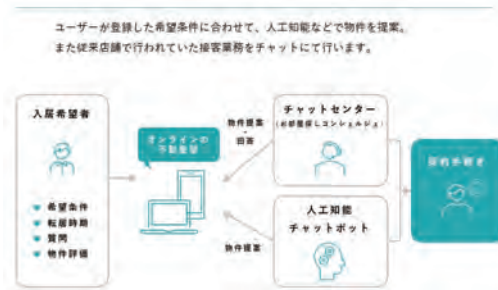 ユーザーが登録した希望条件に合わせて、人工知能などで物件を提案。
また従来店舗で行われていた接客業務をチャットにて行います。
入居希望者
希望条件
転居時期
質問
物件評価
オンラインの
不動産屋
物件提案
・
回答
物件提案
チャットセンター
(お部屋探しコンシェルジュ)
人工知能
チャットボット
契約手続き